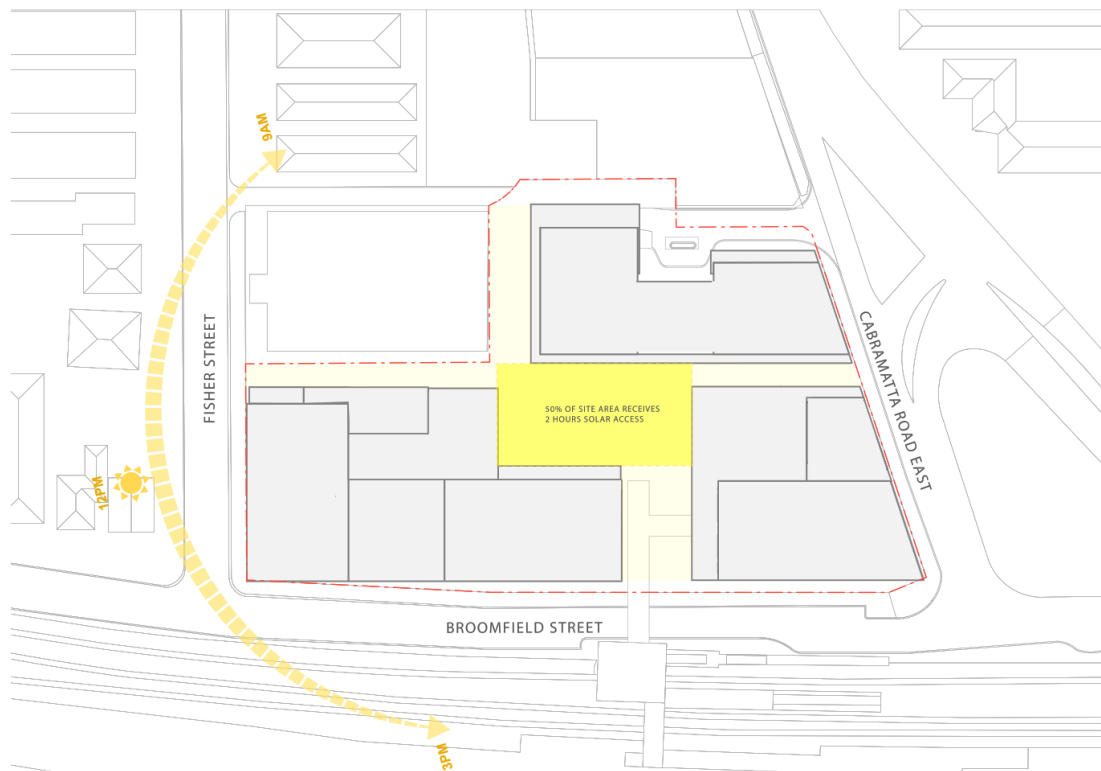 9AM
FISHER STREET
CABRAMATTA ROAD EAST
50% OF SITE AREA RECEIVES
2 HOURS SOLAR ACCESS
12PM
BROOMFIELD STREET
3PM